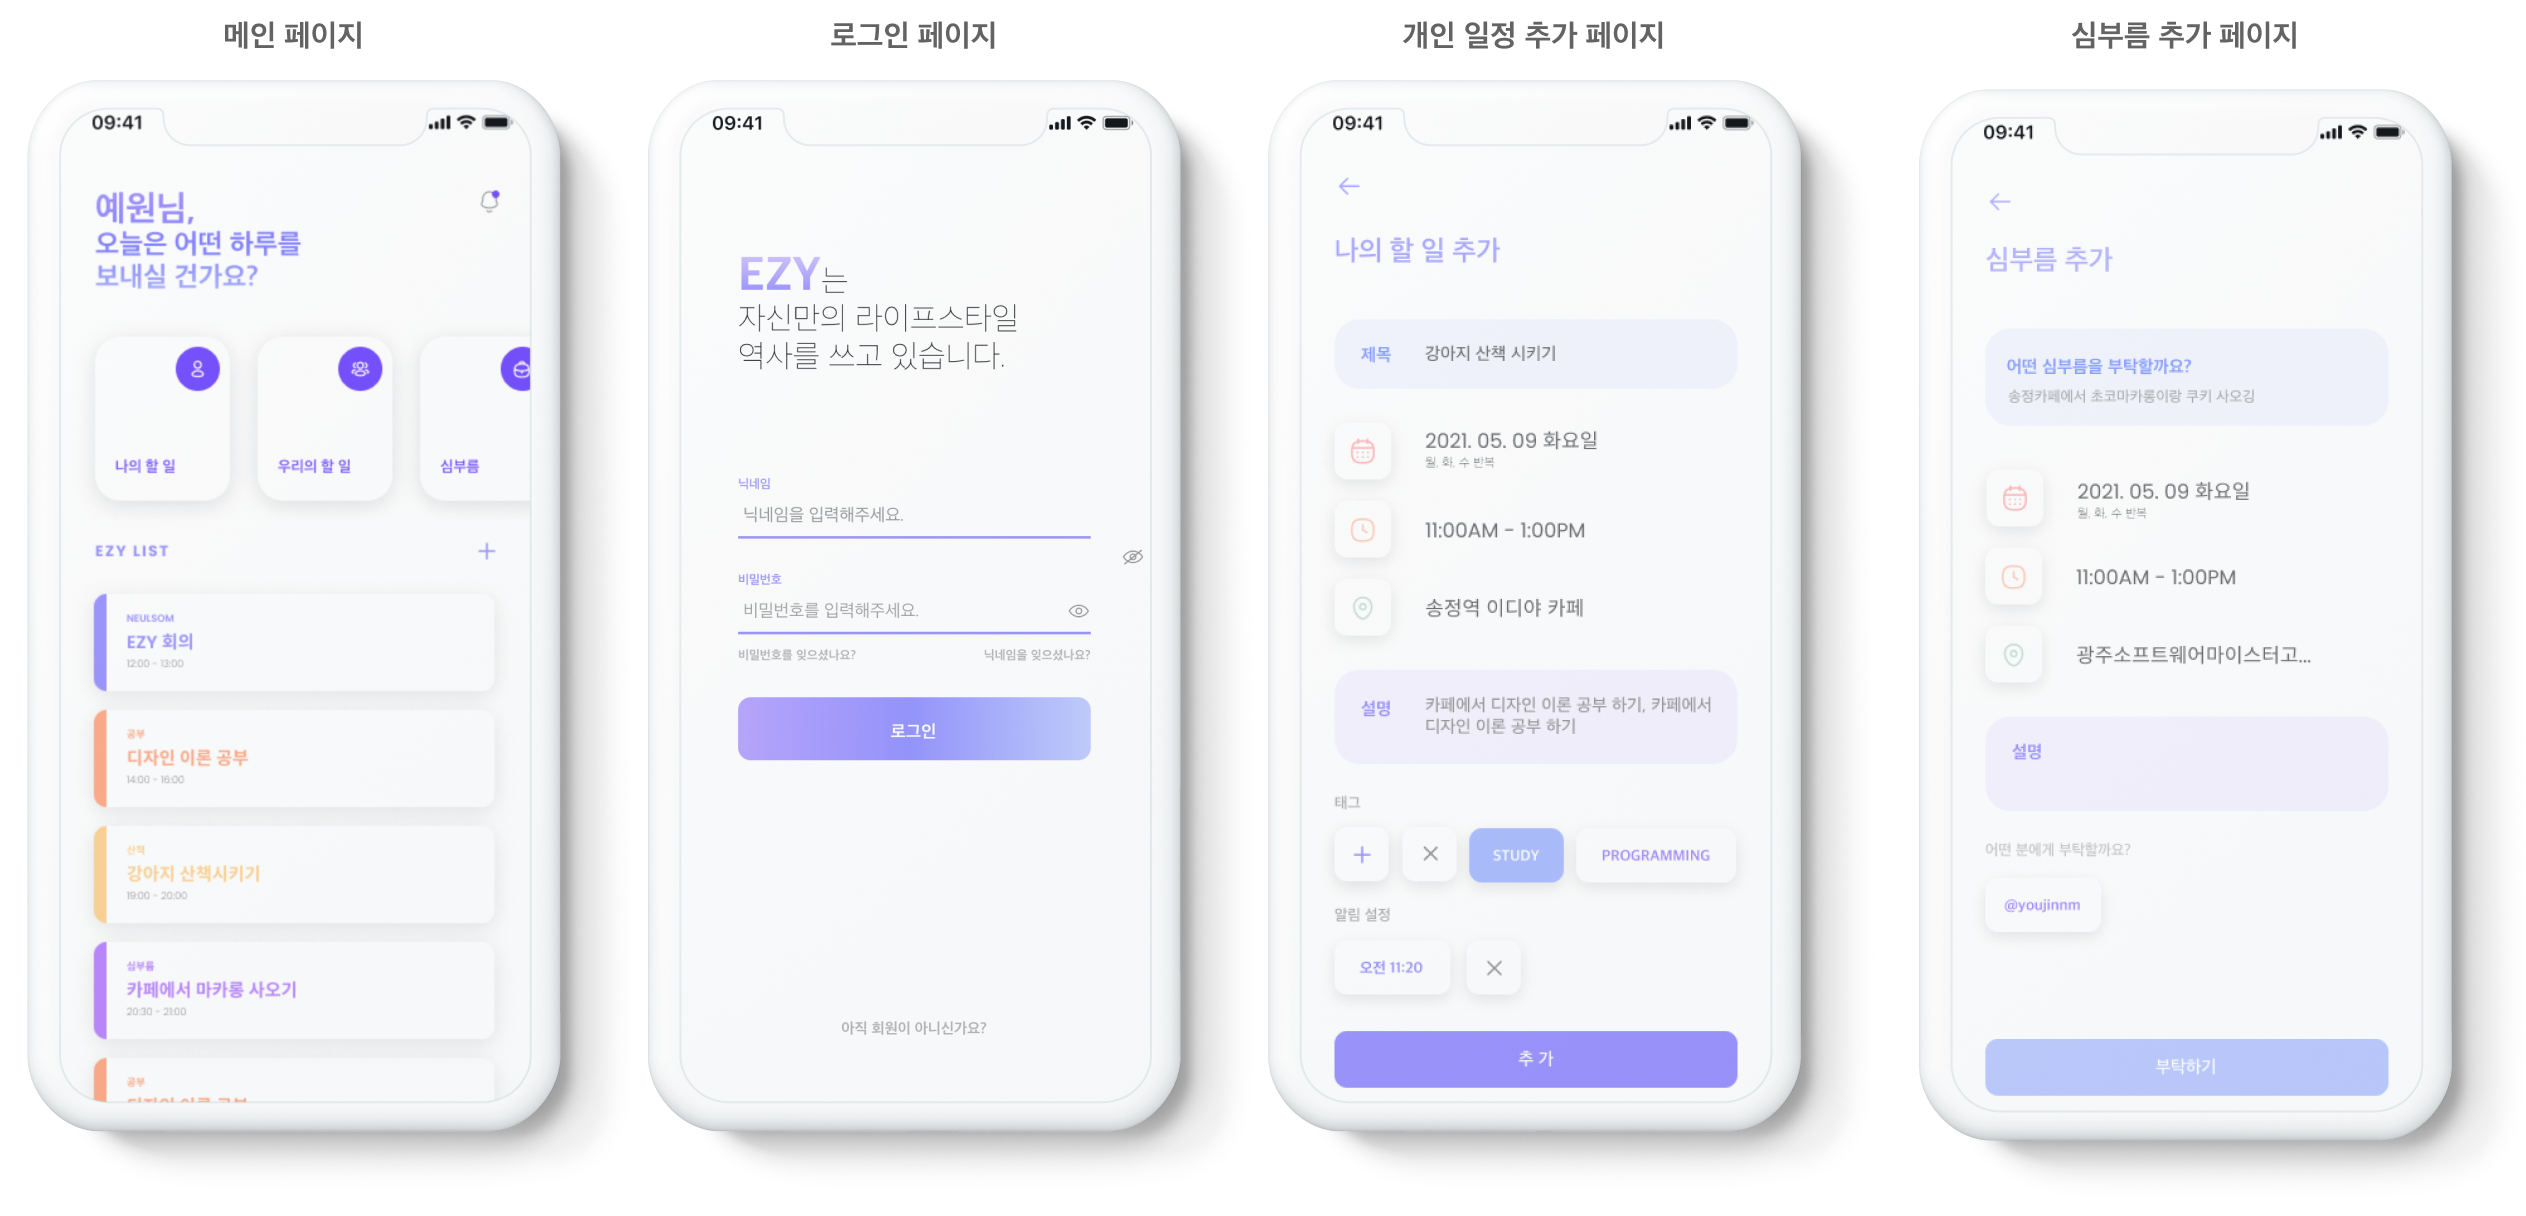 메인 페이지
09:41
예원님,
오늘은 어떤 하루를
보내실 건가요?
나의 할 일
우리의 할 일
심부름
EZY LIST
NEULSOM
EZY 회의
12:00 - 13:00
공부
디자인 이론 공부
14:00 - 16:00
산책
강아지 산책시키기
19:00 - 20:00
심부름
카페에서 마카롱 사오기
20:30 - 21:00
공부
디자인 이론 공부
로그인 페이지
09:41
EZY는
자신만의 라이프스타일
역사를 쓰고 있습니다.
닉네임
닉네임을 입력해주세요.
비밀번호
비밀번호를 입력해주세요.
비밀번호를 잊으셨나요?
닉네임을 잊으셨나요?
로그인
아직 회원이 아니신가요?
개인 일정 추가 페이지
09:41
나의 할 일 추가
제목
강아지 산책 시키기
2021. 05. 09 화요일
월, 화, 수 반복
11:00AM - 1:00PM
송정역 이디야 카페
설명
카페에서 디자인 이론 공부 하기, 카페에서
디자인 이론 공부 하기
태그
STUDY
PROGRAMMING
알림 설정
오전 11:20
추 가
심부름 추가 페이지
09:41
심부름 추가
어떤 심부름을 부탁할까요?
송정카페에서 초코마카롱이랑 쿠키 사오깅
2021. 05. 09 화요일
월, 화, 수 반복
11:00AM - 1:00PM
광주소프트웨어마이스터고...
설명
어떤 분에게 부탁할까요?
@youjinnm
부탁하기